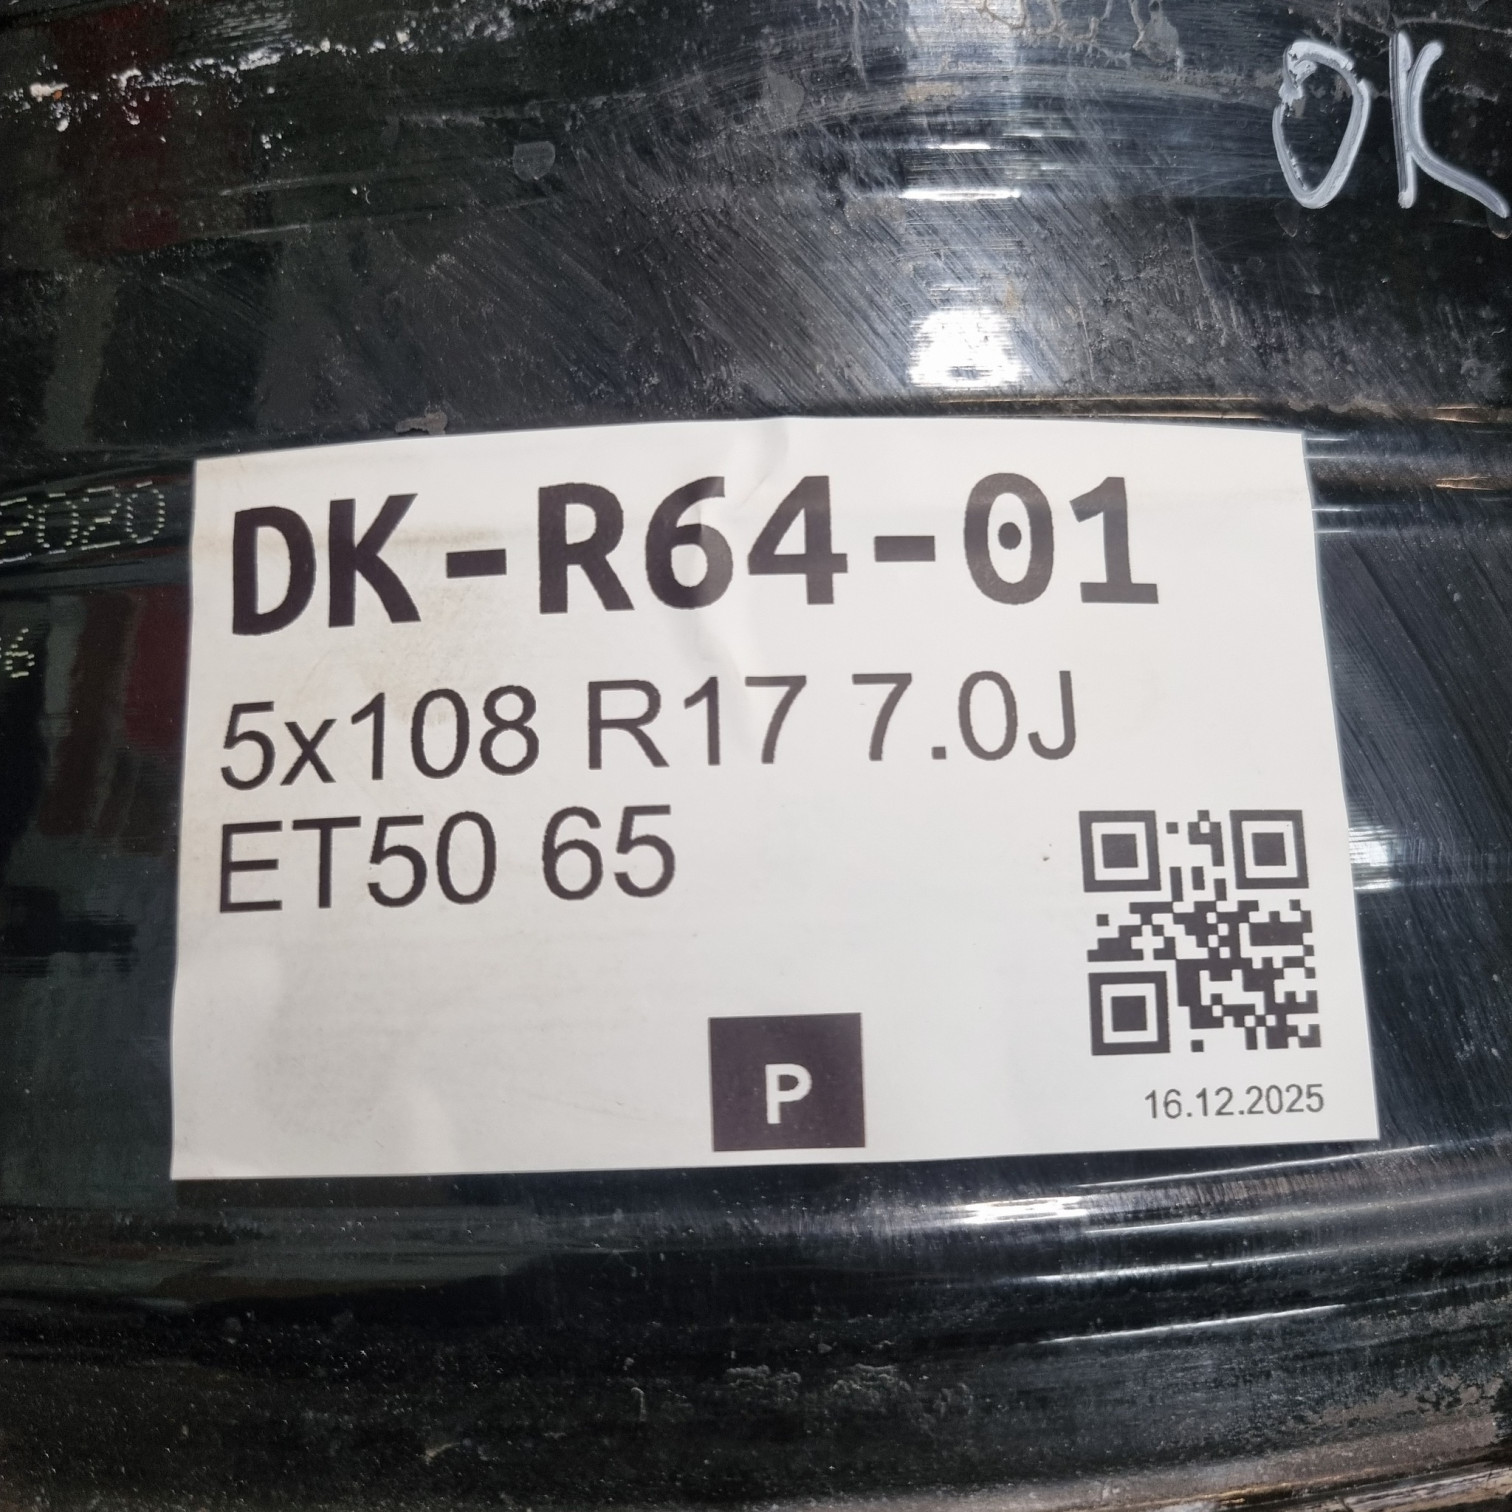 OK
DK-R64-01
5x108 R17 7.0J
ET50 65
P
16.12.2025